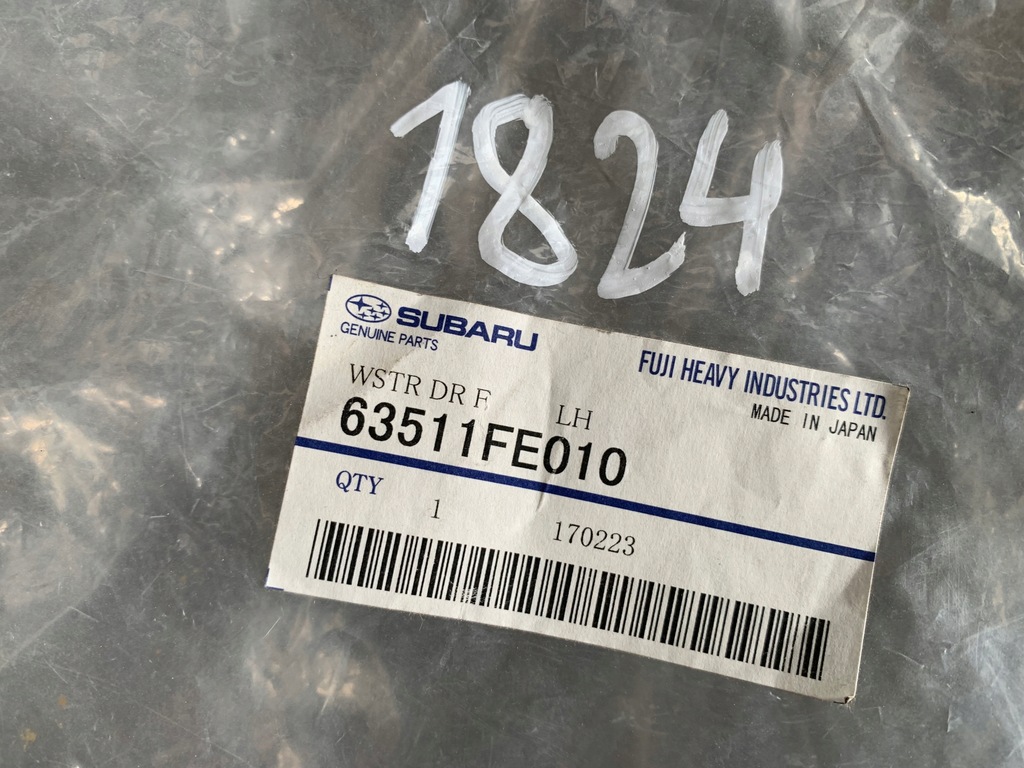 1824
SUBARU
GENUINE PARTS
FUJI HEAVY INDUSTRIES LTD.
MADE IN JAPAN
WSTR DR F LH
63511FE010
QTY 1 170223